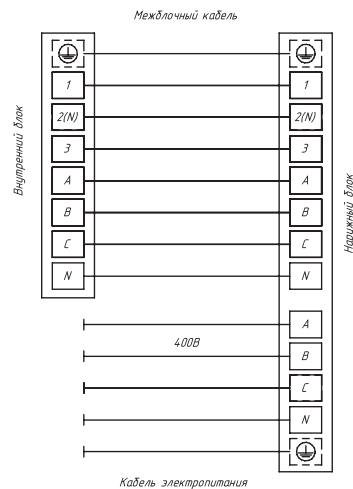 Межблочный кабель
Внутренний блок
Наружный блок
1 1
2(N) 2(N)
3 3
A A
B B
C C
N N
A
400В B
C
N
Кабель электропитания